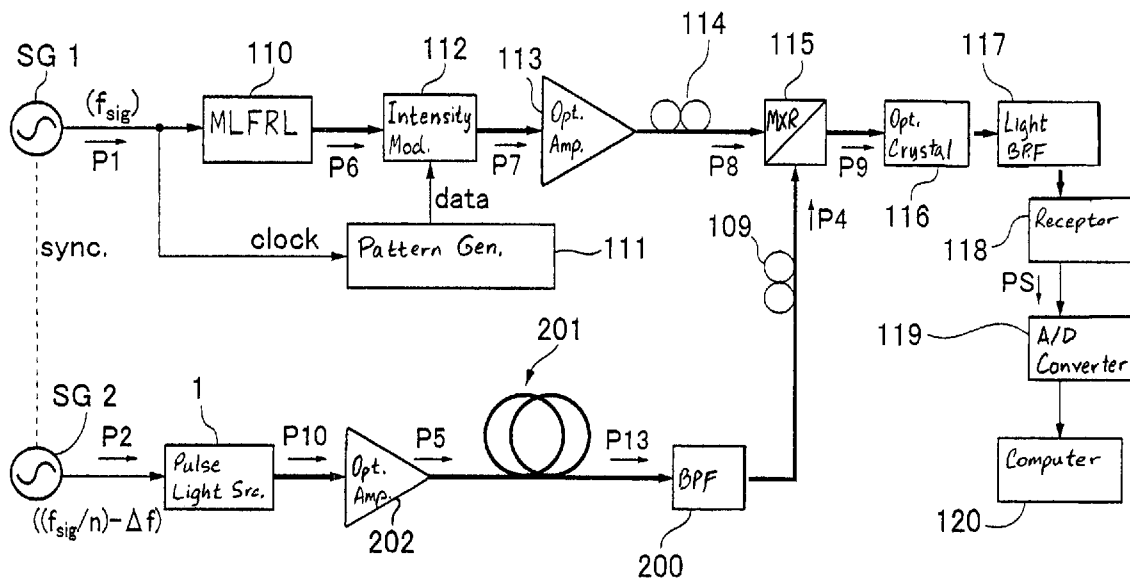 SG 1
(fsig)
P1
110
MLFRL
P6
112
Intensity
Mod.
P7
113
Opt.
Amp.
114
P8
115
MXR
P9
Opt.
Crystal
116
117
Light
BPF
data
clock
Pattern Gen.
111
sync.
109
P4
Receptor
118
PS
119
A/D
Converter
Computer
120
SG 2
P2
((fsig/n)-Δf)
1
Pulse
Light Src.
P10
Opt.
Amp.
202
P5
201
P13
BPF
200